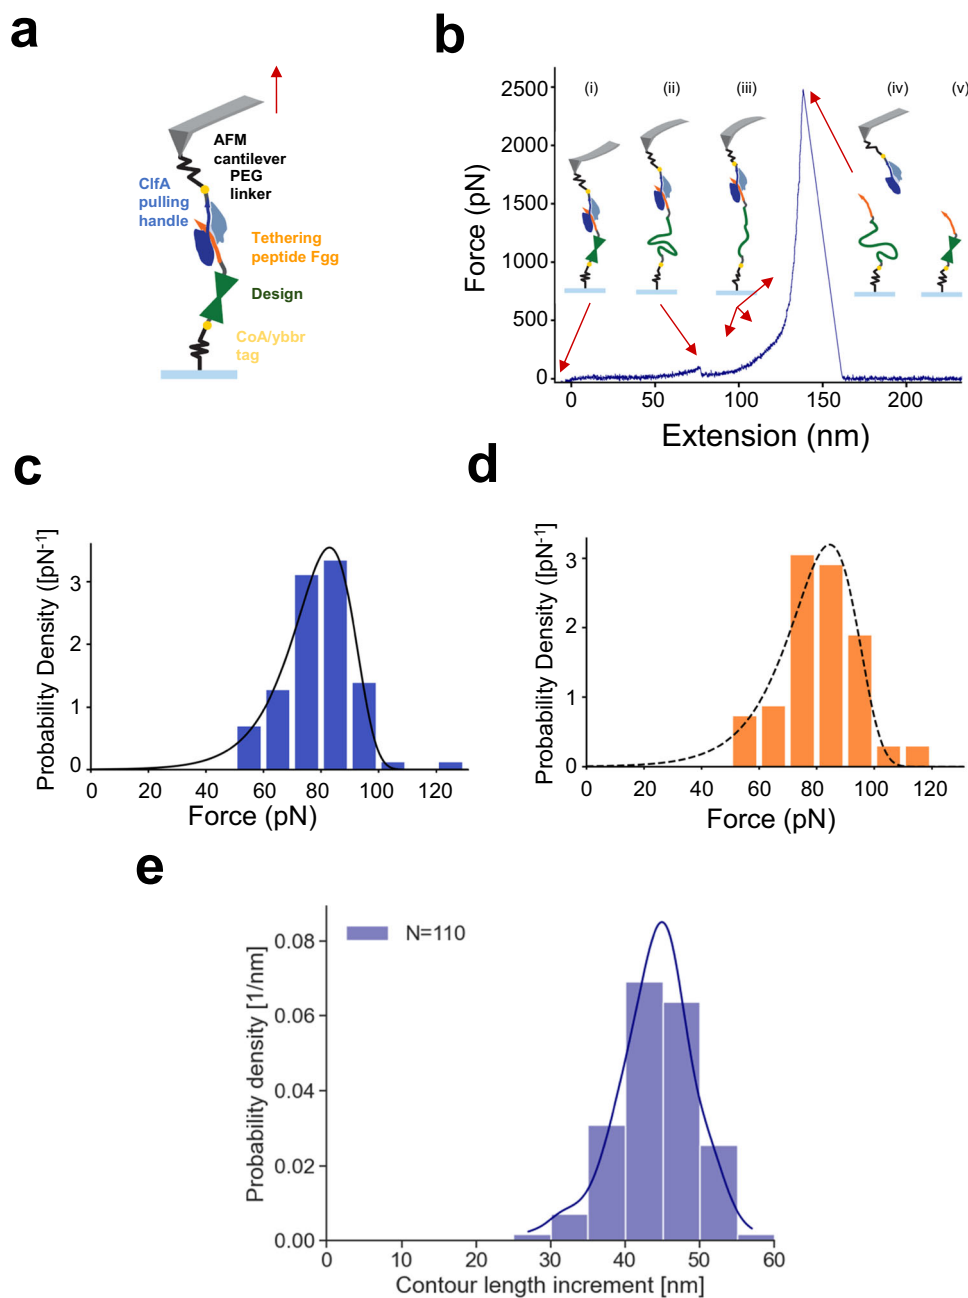 a
AFM
cantilever
PEG
linker
ClfA
pulling
handle
Tethering
peptide Fgg
Design
CoA/ybbr
tag
b
(i)
(ii)
(iii)
(iv)
(v)
2500
2000
1500
1000
500
0
Force (pN)
0 50 100 150 200
Extension (nm)
c
Probability Density ([pN-1]
3
2
1
0
0 20 40 60 80 100 120
Force (pN)
d
Probability Density ([pN-1]
3
2
1
0
0 20 40 60 80 100 120
Force (pN)
e
N=110
Probability density [1/nm]
0.08
0.06
0.04
0.02
0.00
0 10 20 30 40 50 60
Contour length increment [nm]